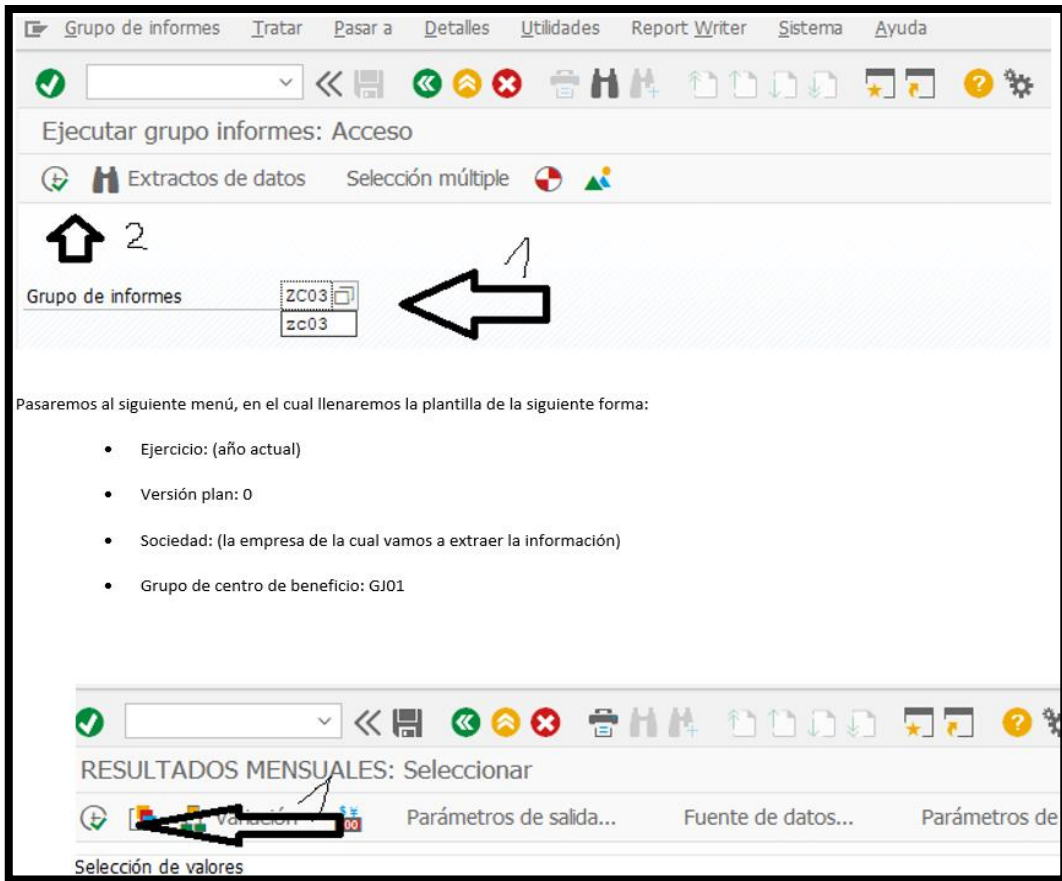 Grupo de informes Tratar Pasar a Detalles Utilidades Report Writer Sistema Ayuda
Ejecutar grupo informes: Acceso
Extractos de datos Selección múltiple
2
1
Grupo de informes ZC03
zc03
Pasaremos al siguiente menú, en el cual llenaremos la plantilla de la siguiente forma:
• Ejercicio: (año actual)
• Versión plan: 0
• Sociedad: (la empresa de la cual vamos a extraer la información)
• Grupo de centro de beneficio: GJ01
RESULTADOS MENSUALES: Seleccionar
1
Variación Parámetros de salida... Fuente de datos... Parámetros de
Selección de valores